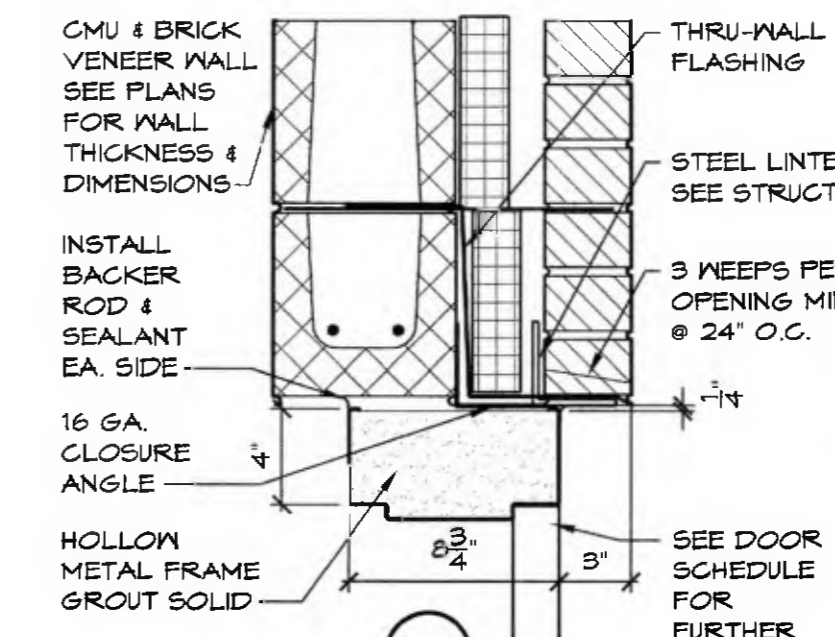 CMU & BRICK
VENEER WALL
SEE PLANS
FOR WALL
THICKNESS &
DIMENSIONS
INSTALL
BACKER
ROD &
SEALANT
EA. SIDE
16 GA.
CLOSURE
ANGLE
HOLLOW
METAL FRAME
GROUT SOLID
4"
8 3/4"
3"
1/4"
THRU-WALL
FLASHING
STEEL LINTE
SEE STRUCT
3 WEEPS PE
OPENING MI
@ 24" O.C.
SEE DOOR
SCHEDULE
FOR
FURTHER